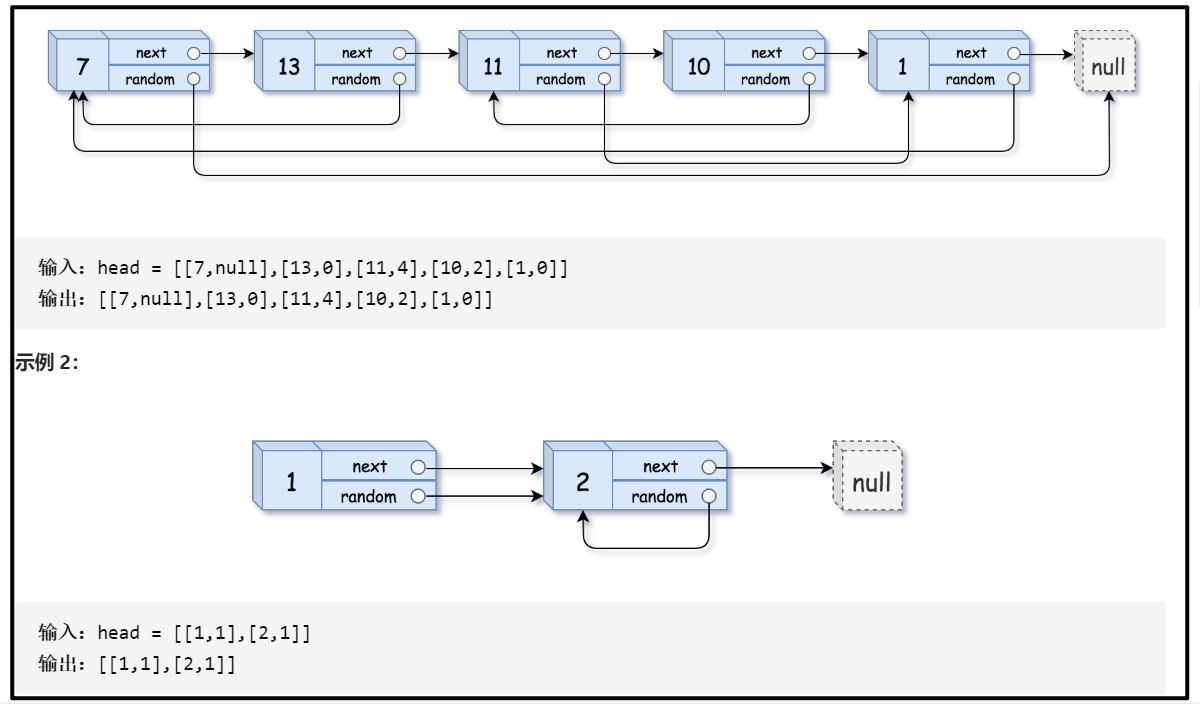 7 next random 13 next random 11 next random 10 next random 1 next random null
输入：head = [[7,null],[13,0],[11,4],[10,2],[1,0]]
输出：[[7,null],[13,0],[11,4],[10,2],[1,0]]
示例 2：
1 next random 2 next random null
输入：head = [[1,1],[2,1]]
输出：[[1,1],[2,1]]